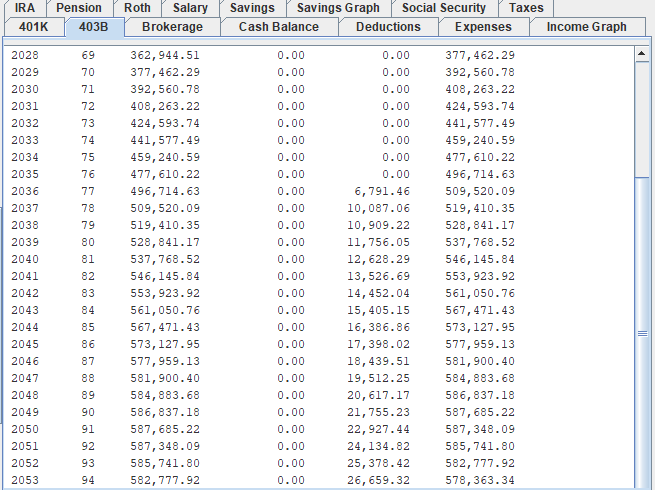 IRA Pension Roth Salary Savings Savings Graph Social Security Taxes
401K 403B Brokerage Cash Balance Deductions Expenses Income Graph
2028 69 362,944.51 0.00 0.00 377,462.29
2029 70 377,462.29 0.00 0.00 392,560.78
2030 71 392,560.78 0.00 0.00 408,263.22
2031 72 408,263.22 0.00 0.00 424,593.74
2032 73 424,593.74 0.00 0.00 441,577.49
2033 74 441,577.49 0.00 0.00 459,240.59
2034 75 459,240.59 0.00 0.00 477,610.22
2035 76 477,610.22 0.00 0.00 496,714.63
2036 77 496,714.63 0.00 6,791.46 509,520.09
2037 78 509,520.09 0.00 10,087.06 519,410.35
2038 79 519,410.35 0.00 10,909.22 528,841.17
2039 80 528,841.17 0.00 11,756.05 537,768.52
2040 81 537,768.52 0.00 12,628.29 546,145.84
2041 82 546,145.84 0.00 13,526.69 553,923.92
2042 83 553,923.92 0.00 14,452.04 561,050.76
2043 84 561,050.76 0.00 15,405.15 567,471.43
2044 85 567,471.43 0.00 16,386.86 573,127.95
2045 86 573,127.95 0.00 17,398.02 577,959.13
2046 87 577,959.13 0.00 18,439.51 581,900.40
2047 88 581,900.40 0.00 19,512.25 584,883.68
2048 89 584,883.68 0.00 20,617.17 586,837.18
2049 90 586,837.18 0.00 21,755.23 587,685.22
2050 91 587,685.22 0.00 22,927.44 587,348.09
2051 92 587,348.09 0.00 24,134.82 585,741.80
2052 93 585,741.80 0.00 25,378.42 582,777.92
2053 94 582,777.92 0.00 26,659.32 578,363.34